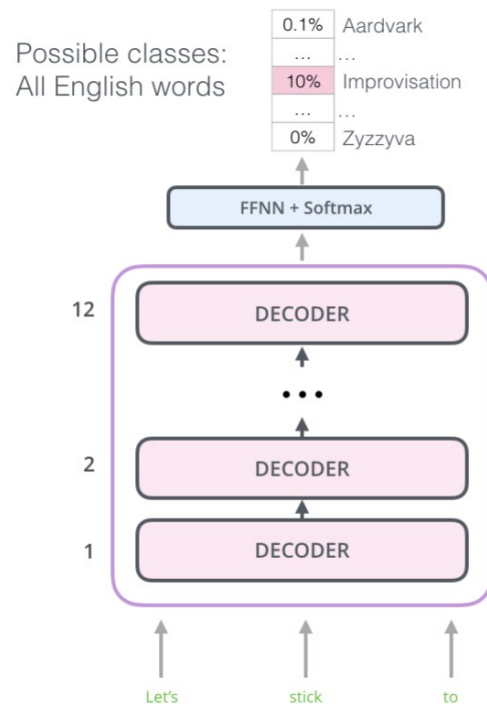 0.1% Aardvark
Possible classes:
... ...
All English words
10% Improvisation
... ...
0% Zyzzyva
FFNN + Softmax
12 DECODER
...
2 DECODER
1 DECODER
Let's stick to